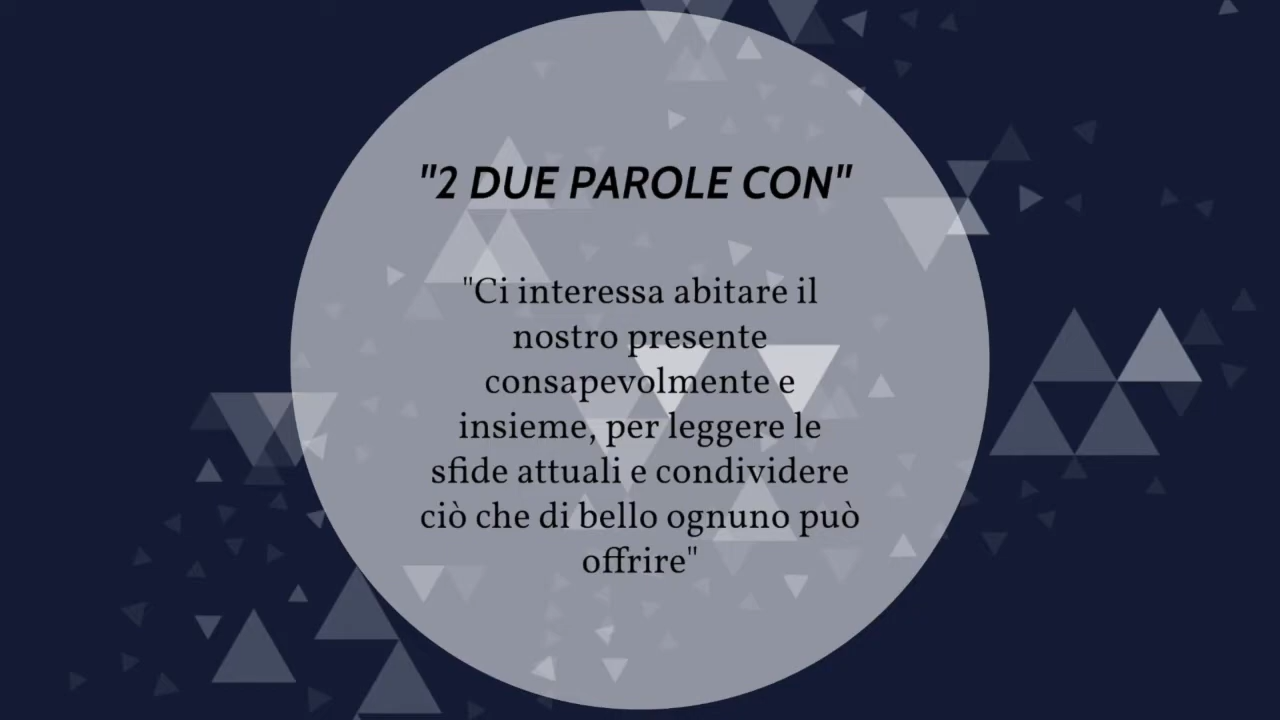 "2 DUE PAROLE CON"
"Ci interessa abitare il
nostro presente
consapevolmente e
insieme, per leggere le
sfide attuali e condividere
ciò che di bello ognuno può
offrire"